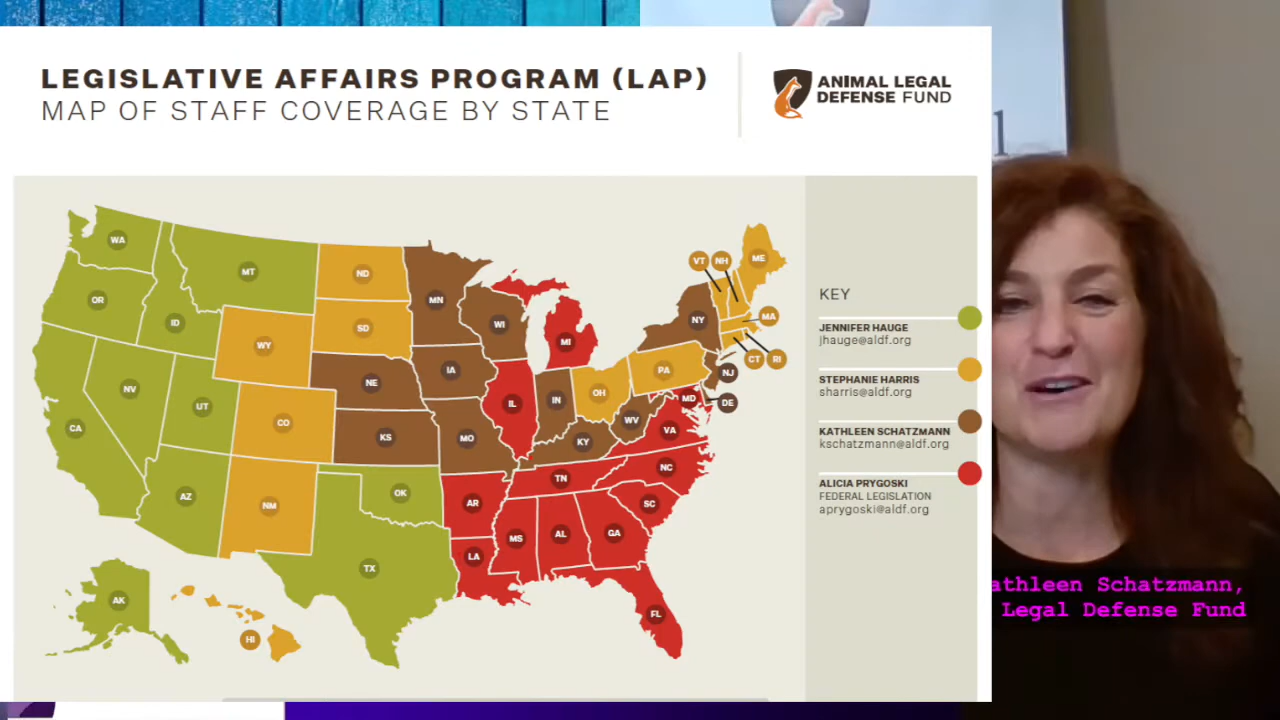 LEGISLATIVE AFFAIRS PROGRAM (LAP)
MAP OF STAFF COVERAGE BY STATE
ANIMAL LEGAL
DEFENSE FUND
WA
MT
ND
MN
VT
NH
ME
OR
ID
SD
WI
NY
MA
WY
MI
CT
RI
NV
UT
NE
IA
PA
NJ
CA
CO
KS
MO
IL
IN
OH
WV
MD
DE
KY
VA
AZ
NM
OK
AR
TN
NC
SC
TX
LA
MS
AL
GA
FL
AK
HI
KEY
JENNIFER HAUGE
jhauge@aldf.org
STEPHANIE HARRIS
sharris@aldf.org
KATHLEEN SCHATZMANN
kschatzmann@aldf.org
ALICIA PRYGOSKI
FEDERAL LEGISLATION
aprygoski@aldf.org
athleen Schatzmann,
Legal Defense Fund